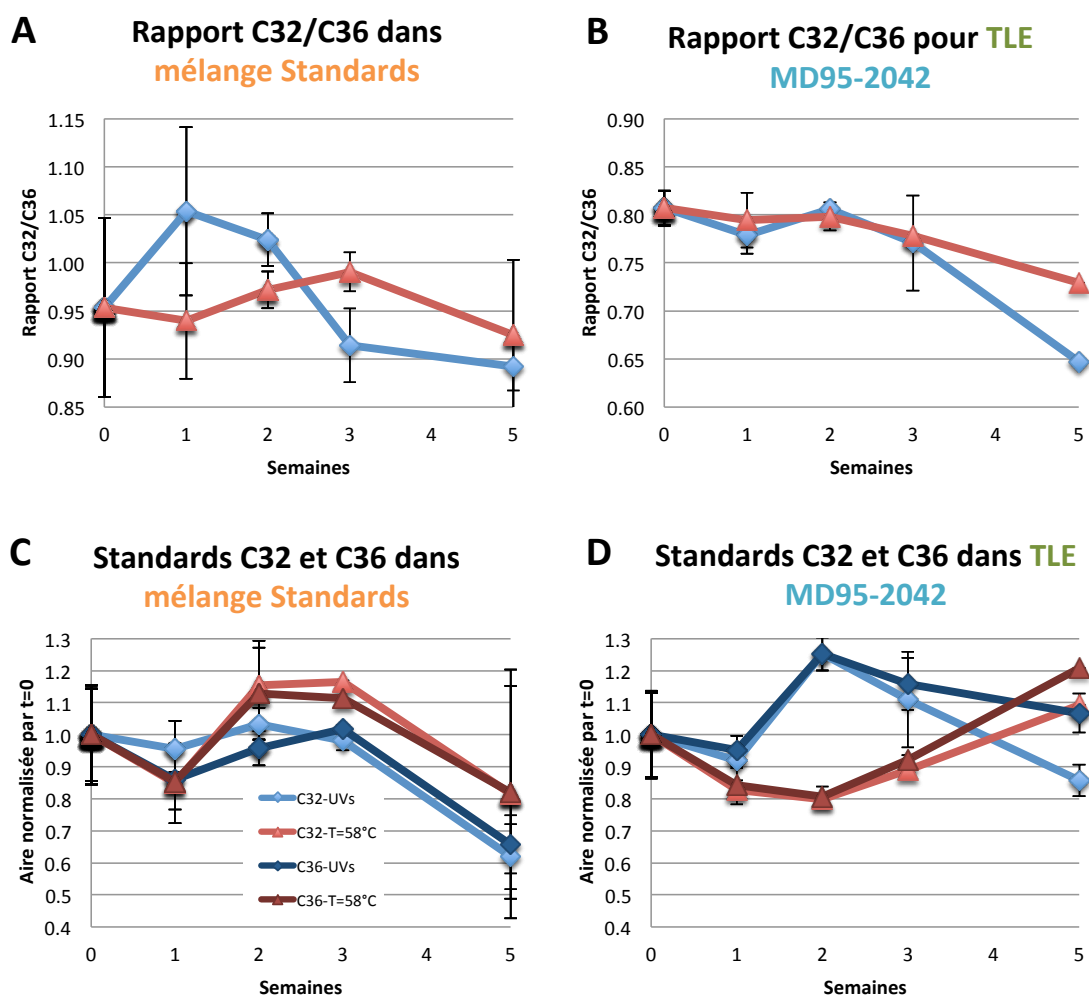 A
Rapport C32/C36 dans
mélange Standards
Rapport C32/C36
1.15
1.10
1.05
1.00
0.95
0.90
0.85
0 1 2 3 4 5
Semaines
B
Rapport C32/C36 pour TLE
MD95-2042
Rapport C32/C36
0.90
0.85
0.80
0.75
0.70
0.65
0.60
0 1 2 3 4 5
Semaines
C
Standards C32 et C36 dans
mélange Standards
Aire normalisée par t=0
1.3
1.2
1.1
1.0
0.9
0.8
0.7
0.6
0.5
0.4
C32-UVs
C32-T=58°C
C36-UVs
C36-T=58°C
0 1 2 3 4 5
Semaines
D
Standards C32 et C36 dans TLE
MD95-2042
Aire normalisée par t=0
1.3
1.2
1.1
1.0
0.9
0.8
0.7
0.6
0.5
0.4
0 1 2 3 4 5
Semaines